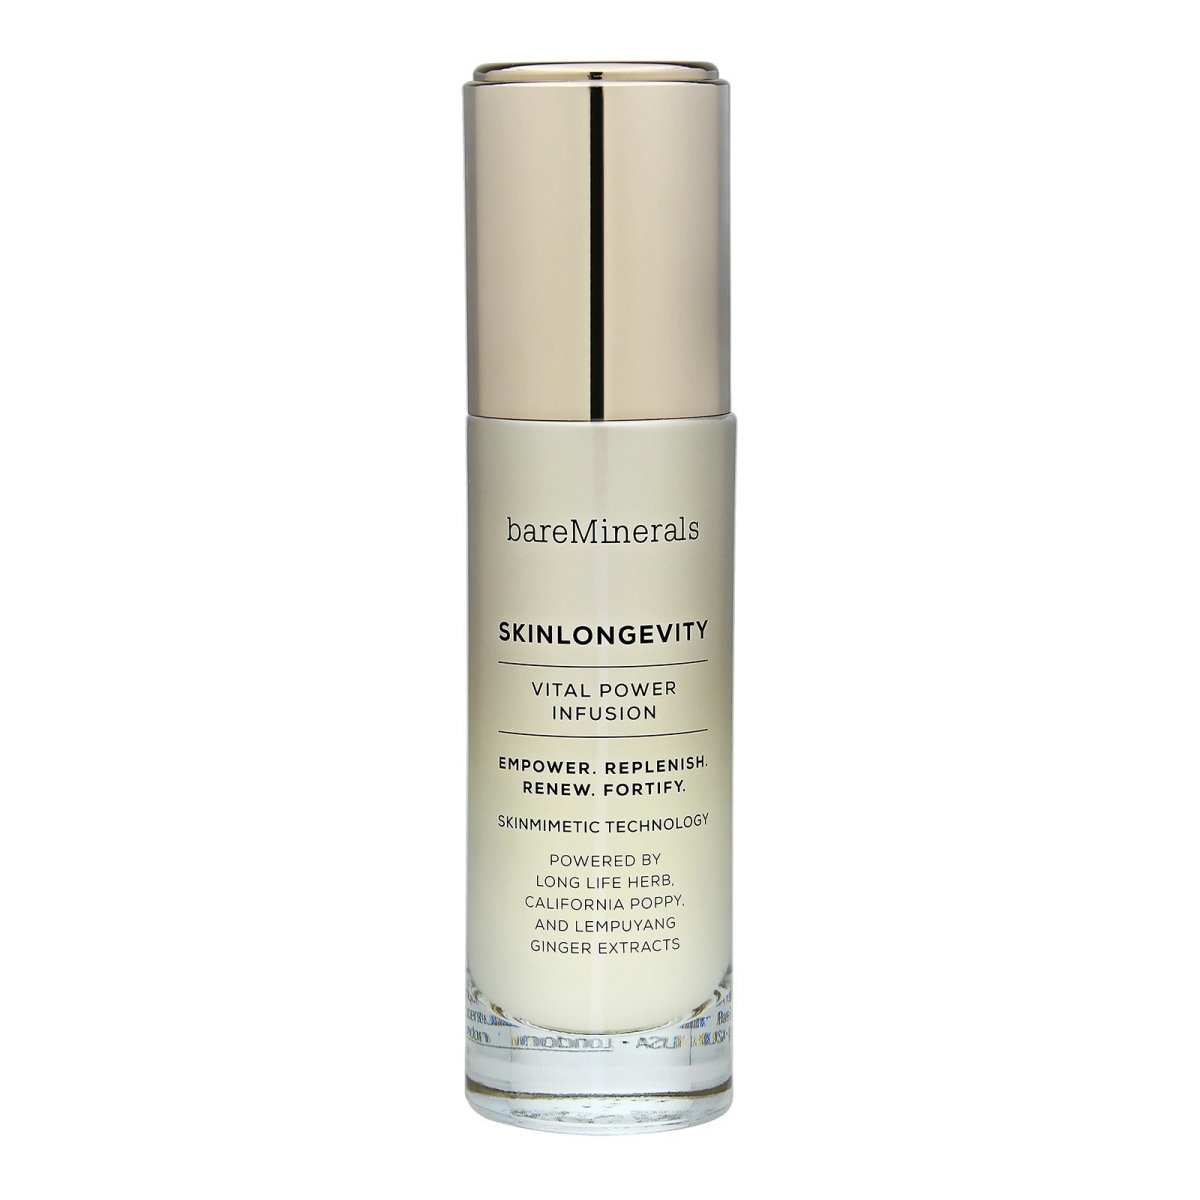 bareMinerals
SKINLONGEVITY
VITAL POWER
INFUSION
EMPOWER. REPLENISH.
RENEW. FORTIFY.
SKINMIMETIC TECHNOLOGY
POWERED BY
LONG LIFE HERB,
CALIFORNIA POPPY,
AND LEMPUYANG
GINGER EXTRACTS